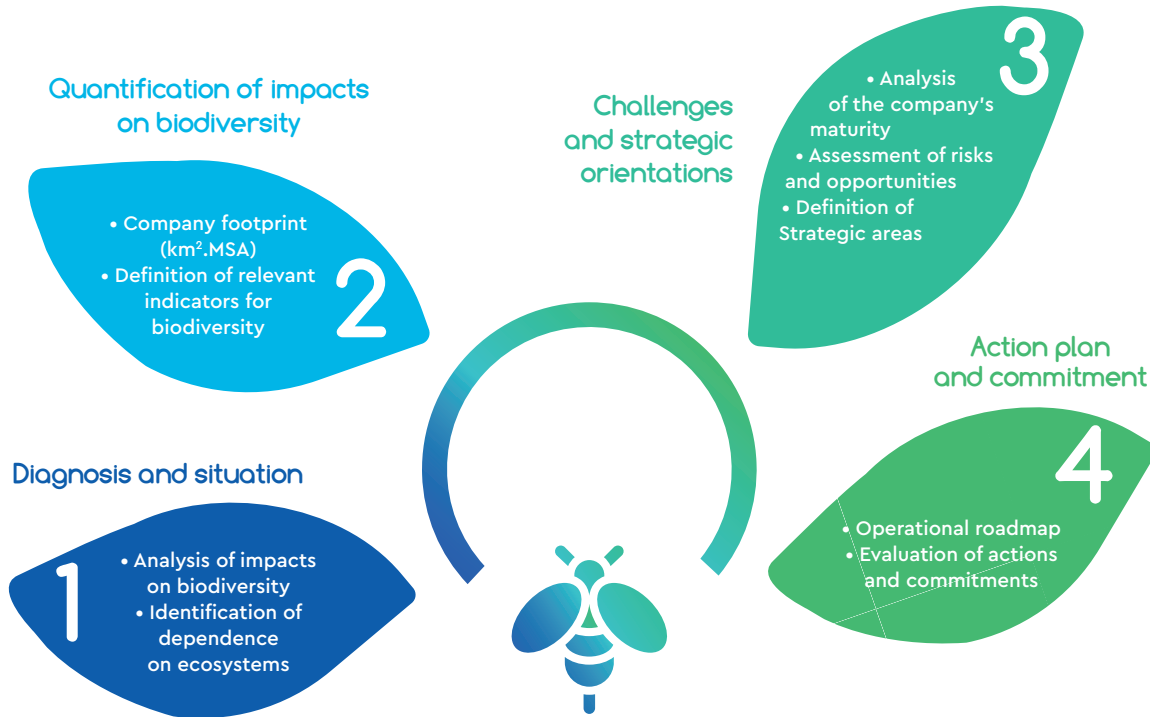 Diagnosis and situation
1
• Analysis of impacts
on biodiversity
• Identification of
dependence
on ecosystems
Quantification of impacts
on biodiversity
• Company footprint
(km².MSA)
• Definition of relevant
indicators for
biodiversity
2
Challenges
and strategic
orientations
3
• Analysis
of the company's
maturity
• Assessment of risks
and opportunities
• Definition of
Strategic areas
Action plan
and commitment
4
• Operational roadmap
• Evaluation of actions
and commitments